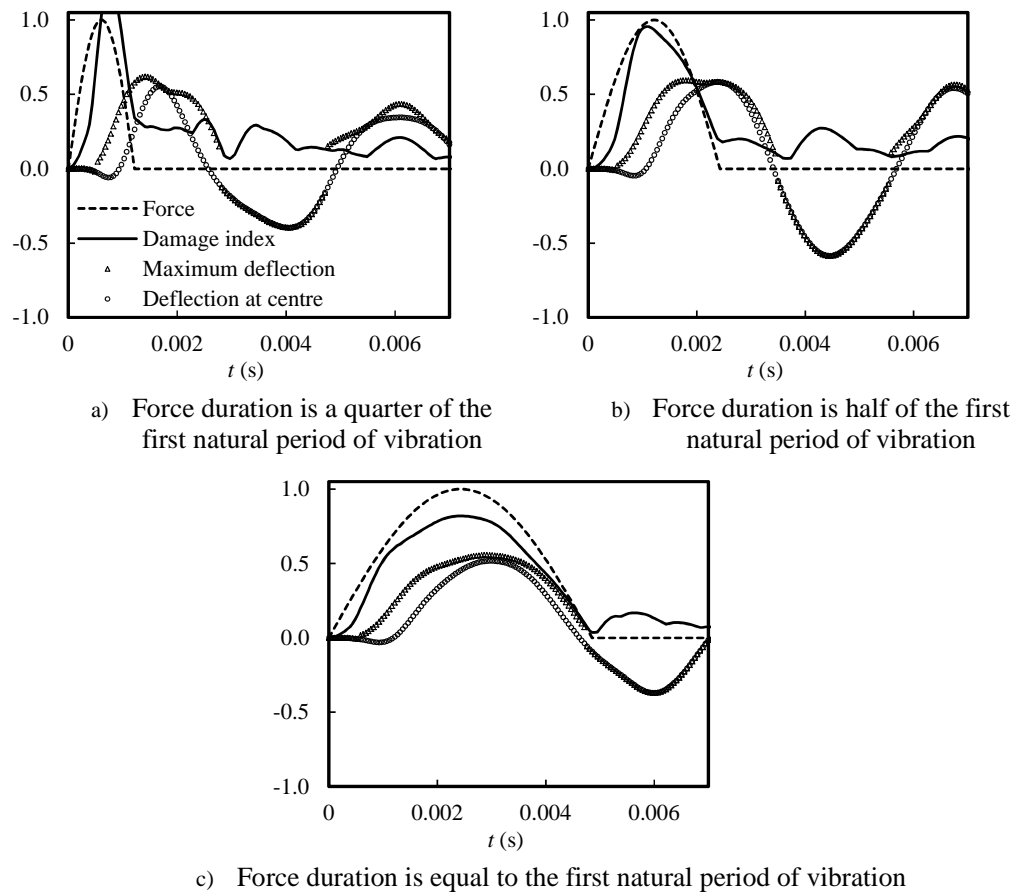 1.0
0.5
0.0
-0.5
-1.0
Force
Damage index
Maximum deflection
Deflection at centre
0 0.002 0.004 0.006
t (s)
a) Force duration is a quarter of the
first natural period of vibration
1.0
0.5
0.0
-0.5
-1.0
0 0.002 0.004 0.006
t (s)
b) Force duration is half of the first
natural period of vibration
1.0
0.5
0.0
-0.5
-1.0
0 0.002 0.004 0.006
t (s)
c) Force duration is equal to the first natural period of vibration